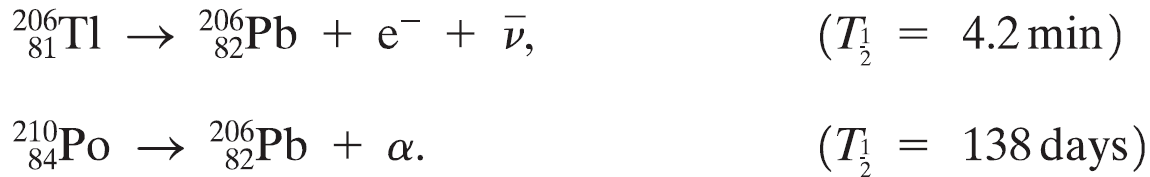 ²⁰⁶₈₁Tl → ²⁰⁶₈₂Pb + e⁻ + ν̅, (T½ = 4.2 min)
²¹⁰₈₄Po → ²⁰⁶₈₂Pb + α. (T½ = 138 days)